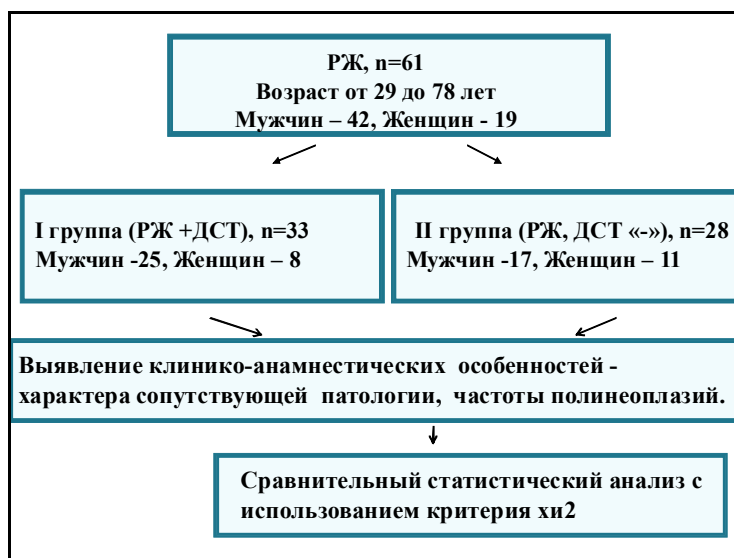 РЖ, n=61
Возраст от 29 до 78 лет
Мужчин – 42, Женщин - 19
I группа (РЖ +ДСТ), n=33
Мужчин -25, Женщин – 8
II группа (РЖ, ДСТ «-»), n=28
Мужчин -17, Женщин – 11
Выявление клинико-анамнестических особенностей -
характера сопутствующей патологии, частоты полинеоплазий.
Сравнительный статистический анализ с
использованием критерия хи2